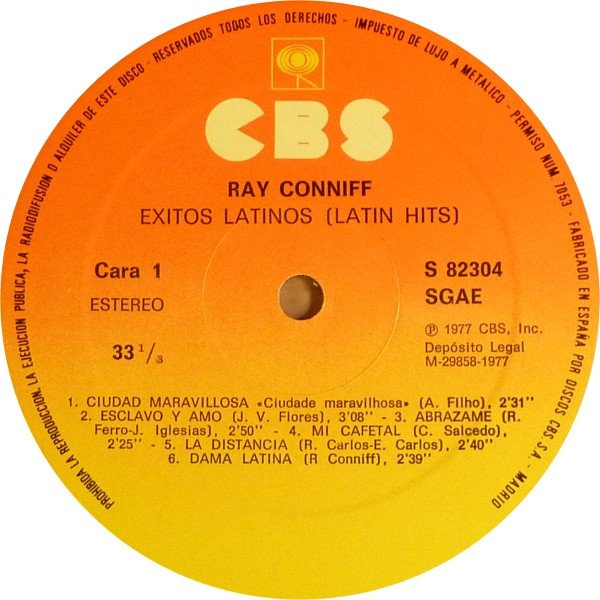 PROHIBIDA LA REPRODUCCION, LA EJECUCION PUBLICA, LA RADIODIFUSION O ALQUILER DE ESTE DISCO - RESERVADOS TODOS LOS DERECHOS - IMPUESTO DE LUJO A METALICO - PERMISO NUM 7053 - FABRICADO EN ESPAÑA POR DISCOS CBS S.A. - MADRID
CBS
RAY CONNIFF
EXITOS LATINOS (LATIN HITS)
Cara 1
ESTEREO
33 1/3
S 82304
SGAE
℗ 1977 CBS, Inc.
Depósito Legal
M-29858-1977
1. CIUDAD MARAVILLOSA «Ciudade maravilhosa» (A. Filho), 2'31"
2. ESCLAVO Y AMO (J. V. Flores), 3'08" - 3. ABRAZAME (R.
Ferro-J. Iglesias), 2'50" - 4. MI CAFETAL (C. Salcedo),
2'25" - 5. LA DISTANCIA (R. Carlos-E. Carlos), 2'40"
6. DAMA LATINA (R Conniff), 2'39"